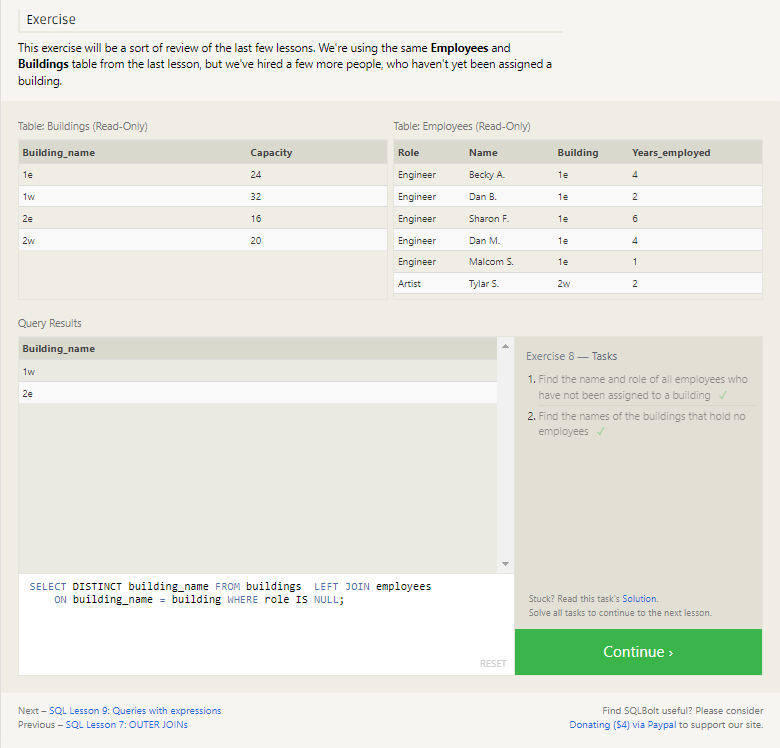 Exercise
This exercise will be a sort of review of the last few lessons. We're using the same Employees and
Buildings table from the last lesson, but we've hired a few more people, who haven't yet been assigned a
building.
Table: Buildings (Read-Only)
Building_name Capacity
1e 24
1w 32
2e 16
2w 20
Table: Employees (Read-Only)
Role Name Building Years_employed
Engineer Becky A. 1e 4
Engineer Dan B. 1e 2
Engineer Sharon F. 1e 6
Engineer Dan M. 1e 4
Engineer Malcom S. 1e 1
Artist Tylar S. 2w 2
Query Results
Building_name
1w
2e
SELECT DISTINCT building_name FROM buildings LEFT JOIN employees
ON building_name = building WHERE role IS NULL;
RESET
Exercise 8 — Tasks
1. Find the name and role of all employees who
have not been assigned to a building ✓
2. Find the names of the buildings that hold no
employees ✓
Stuck? Read this task's Solution.
Solve all tasks to continue to the next lesson.
Continue ›
Next – SQL Lesson 9: Queries with expressions
Previous – SQL Lesson 7: OUTER JOINs
Find SQLBolt useful? Please consider
Donating ($4) via Paypal to support our site.